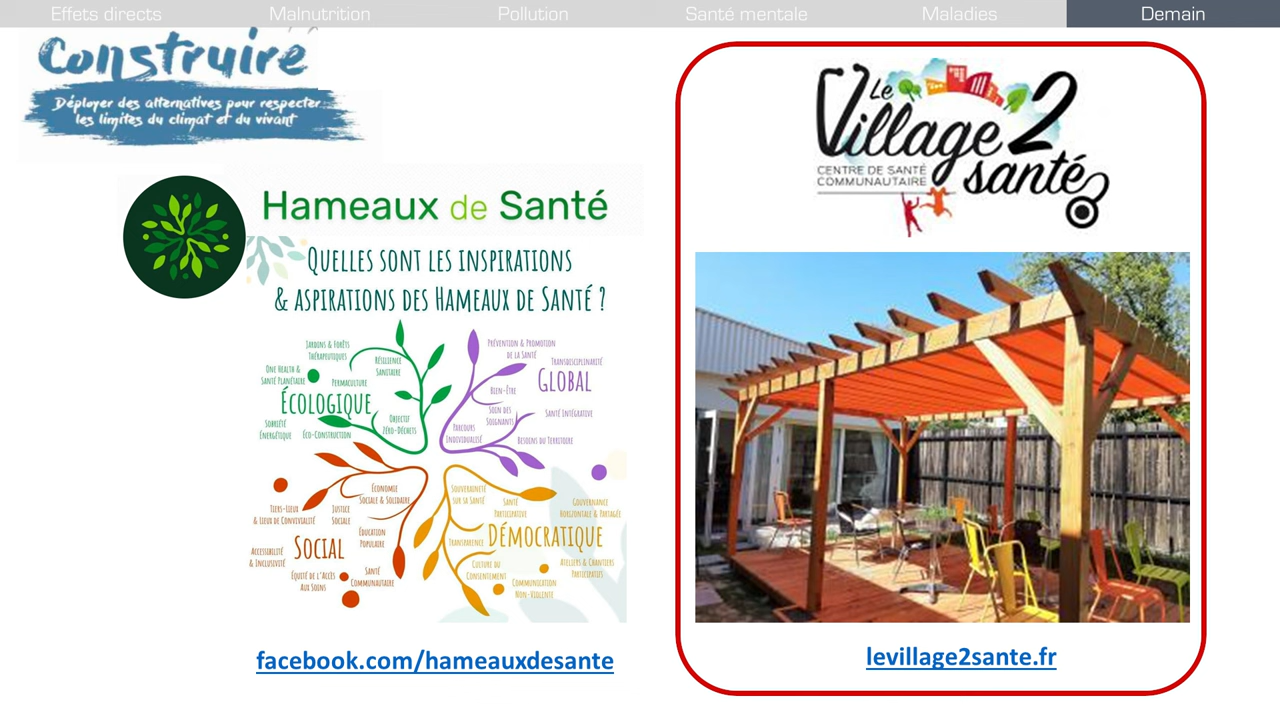 Effets directs
Malnutrition
Pollution
Santé mentale
Maladies
Demain
Construire
Déployer des alternatives pour respecter
les limites du climat et du vivant
Hameaux de Santé
Quelles sont les inspirations
& aspirations des Hameaux de Santé ?
Jardins & Forêts
Thérapeutiques
Résilience
Sanitaire
One Health &
Santé Planétaire
Permaculture
Écologique
Objectif
Zéro-Déchets
Sobriété
Énergétique
Éco-Construction
Prévention & Promotion
de la Santé
Transdisciplinarité
Global
Bien-Être
Soin des
Soignants
Santé Intégrative
Parcours
Individualisé
Besoins du Territoire
Économie
Sociale & Solidaire
Tiers-Lieux
& Lieux de Convivialité
Justice
Sociale
Éducation
Populaire
Social
Accessibilité
& Inclusivité
Équité de l'Accès
aux Soins
Santé
Communautaire
Souveraineté
sur sa Santé
Santé
Participative
Gouvernance
Horizontale & Partagée
Démocratique
Transparence
Culture du
Consentement
Ateliers & Chantiers
Participatifs
Communication
Non-Violente
facebook.com/hameauxdesante
Le
Village 2
santé
CENTRE DE SANTÉ
COMMUNAUTAIRE
levillage2sante.fr